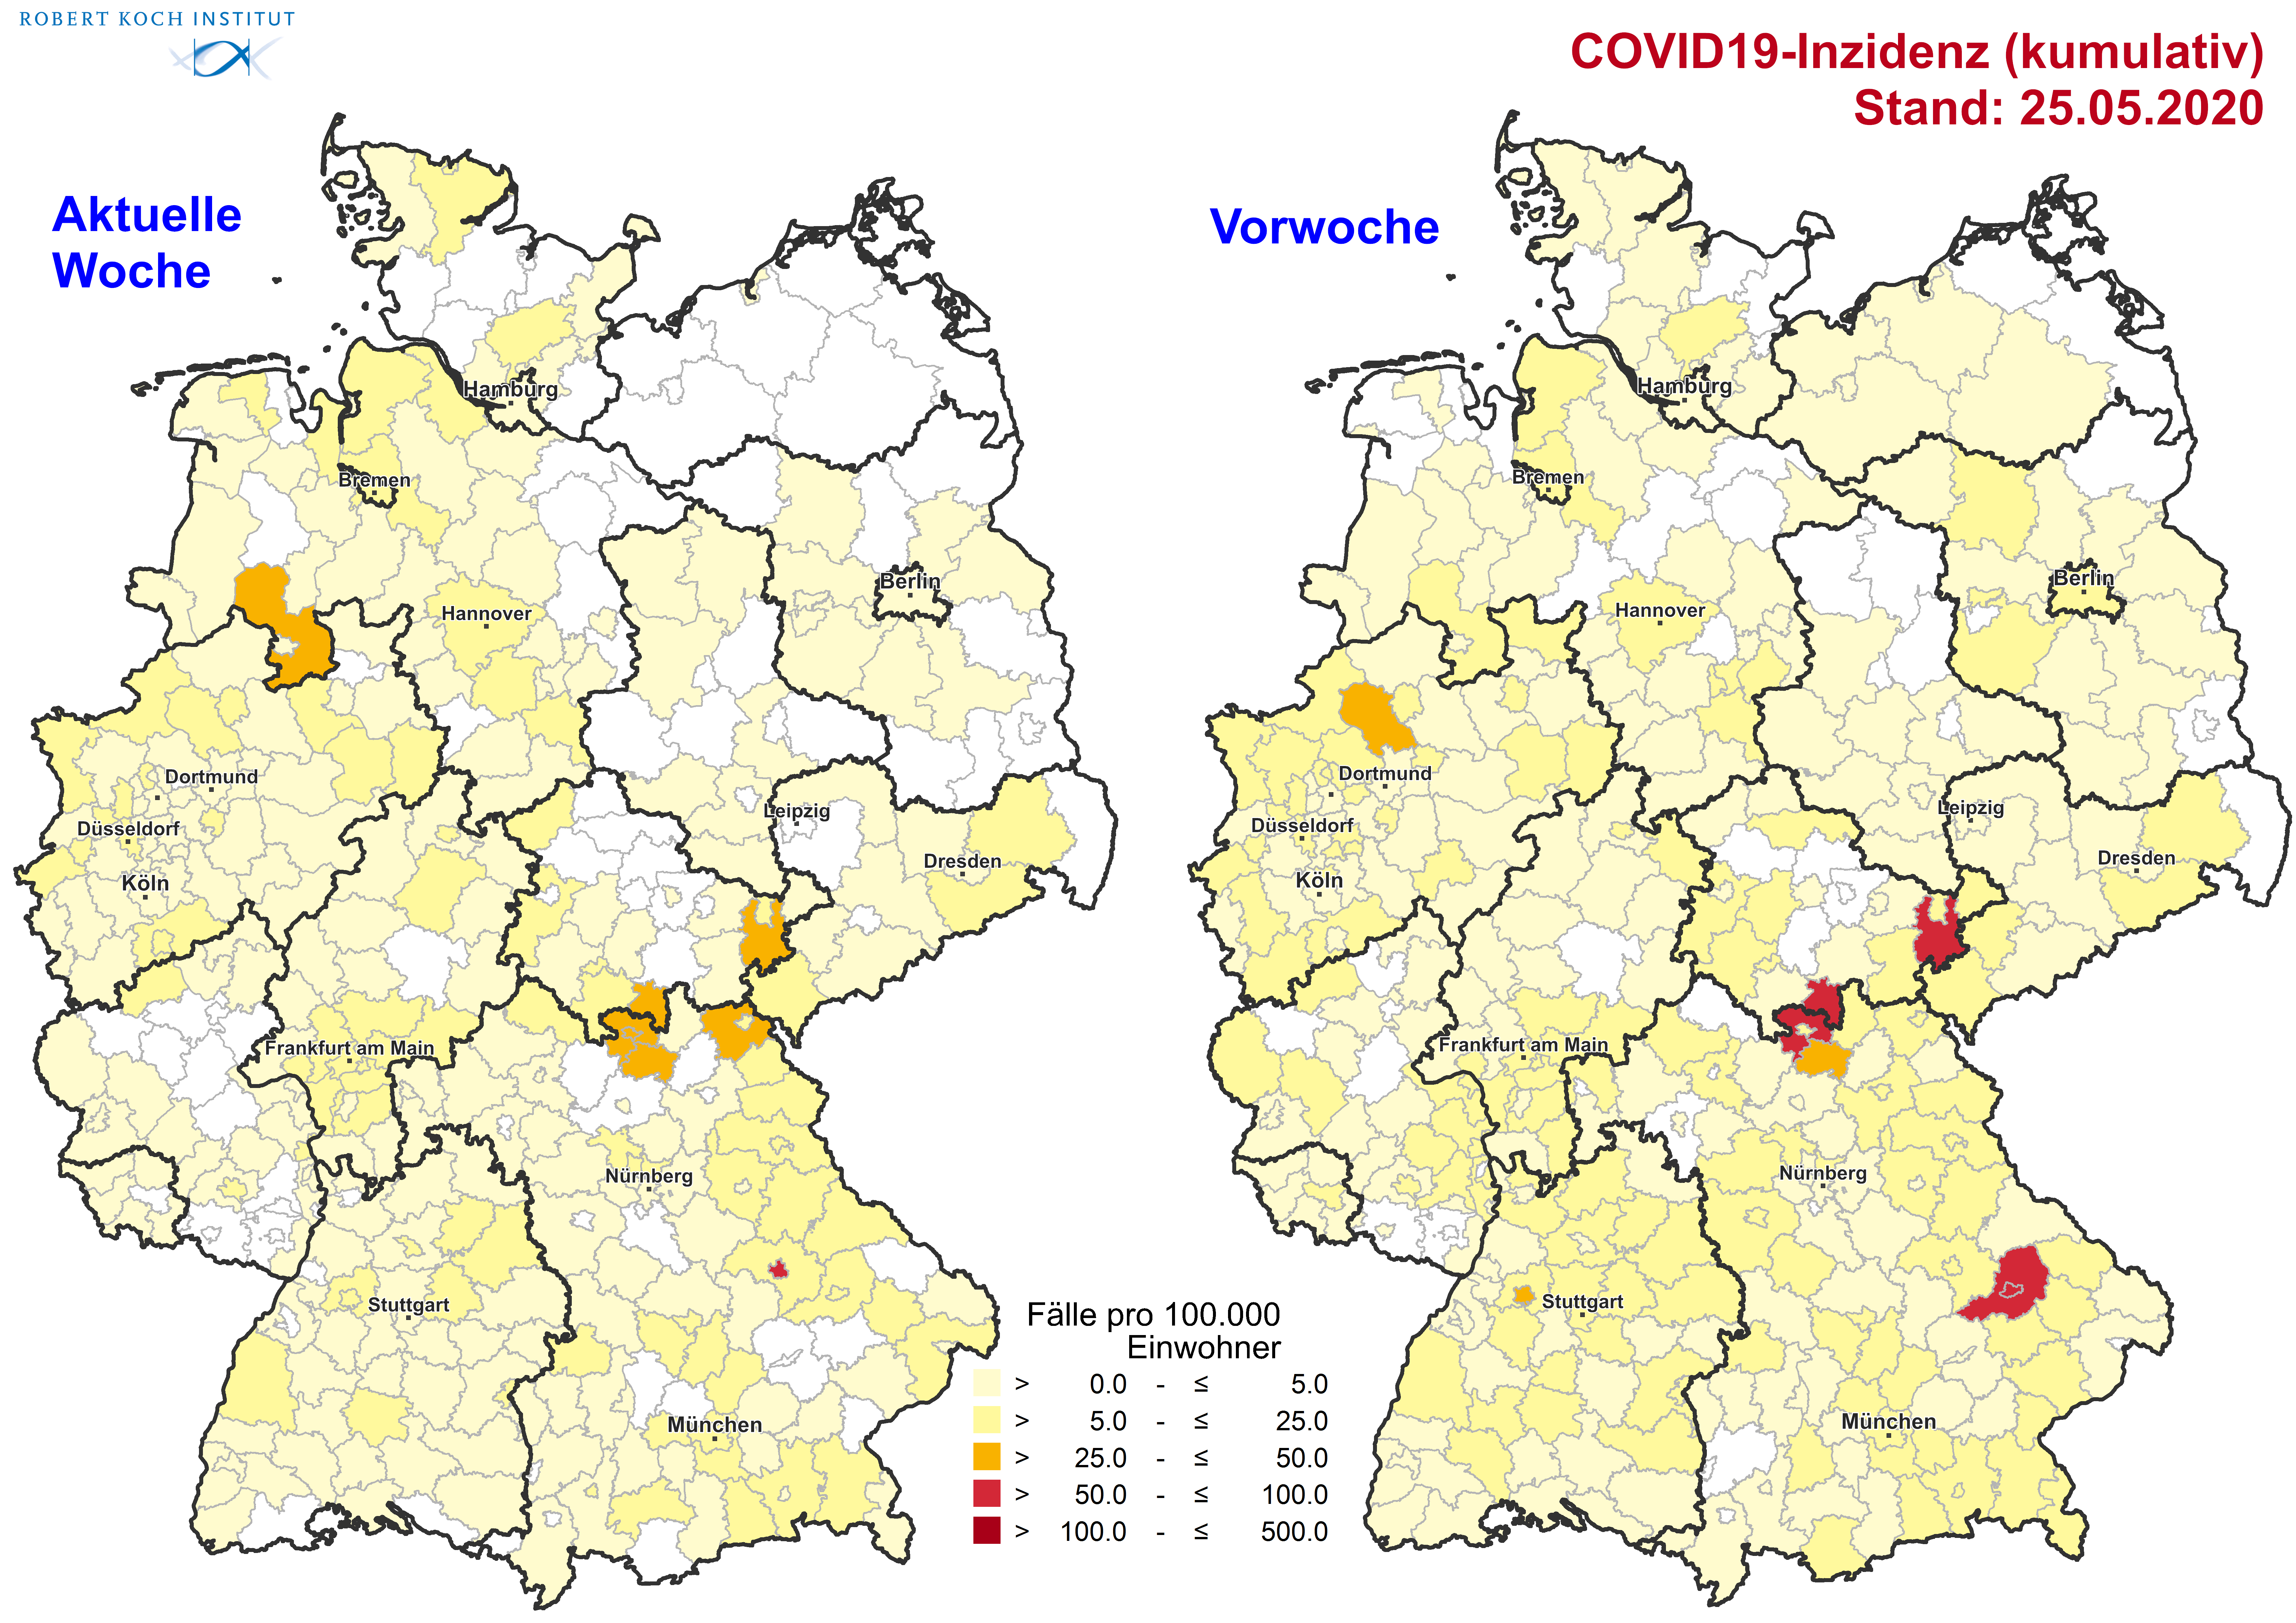 ROBERT KOCH INSTITUT
COVID19-Inzidenz (kumulativ)
Stand: 25.05.2020
Aktuelle
Woche
Vorwoche
Hamburg
Bremen
Berlin
Hannover
Dortmund
Düsseldorf
Leipzig
Dresden
Köln
Frankfurt am Main
Nürnberg
Stuttgart
München
Hamburg
Bremen
Berlin
Hannover
Dortmund
Düsseldorf
Leipzig
Dresden
Köln
Frankfurt am Main
Nürnberg
Stuttgart
München
Fälle pro 100.000
Einwohner
> 0.0 - ≤ 5.0
> 5.0 - ≤ 25.0
> 25.0 - ≤ 50.0
> 50.0 - ≤ 100.0
> 100.0 - ≤ 500.0